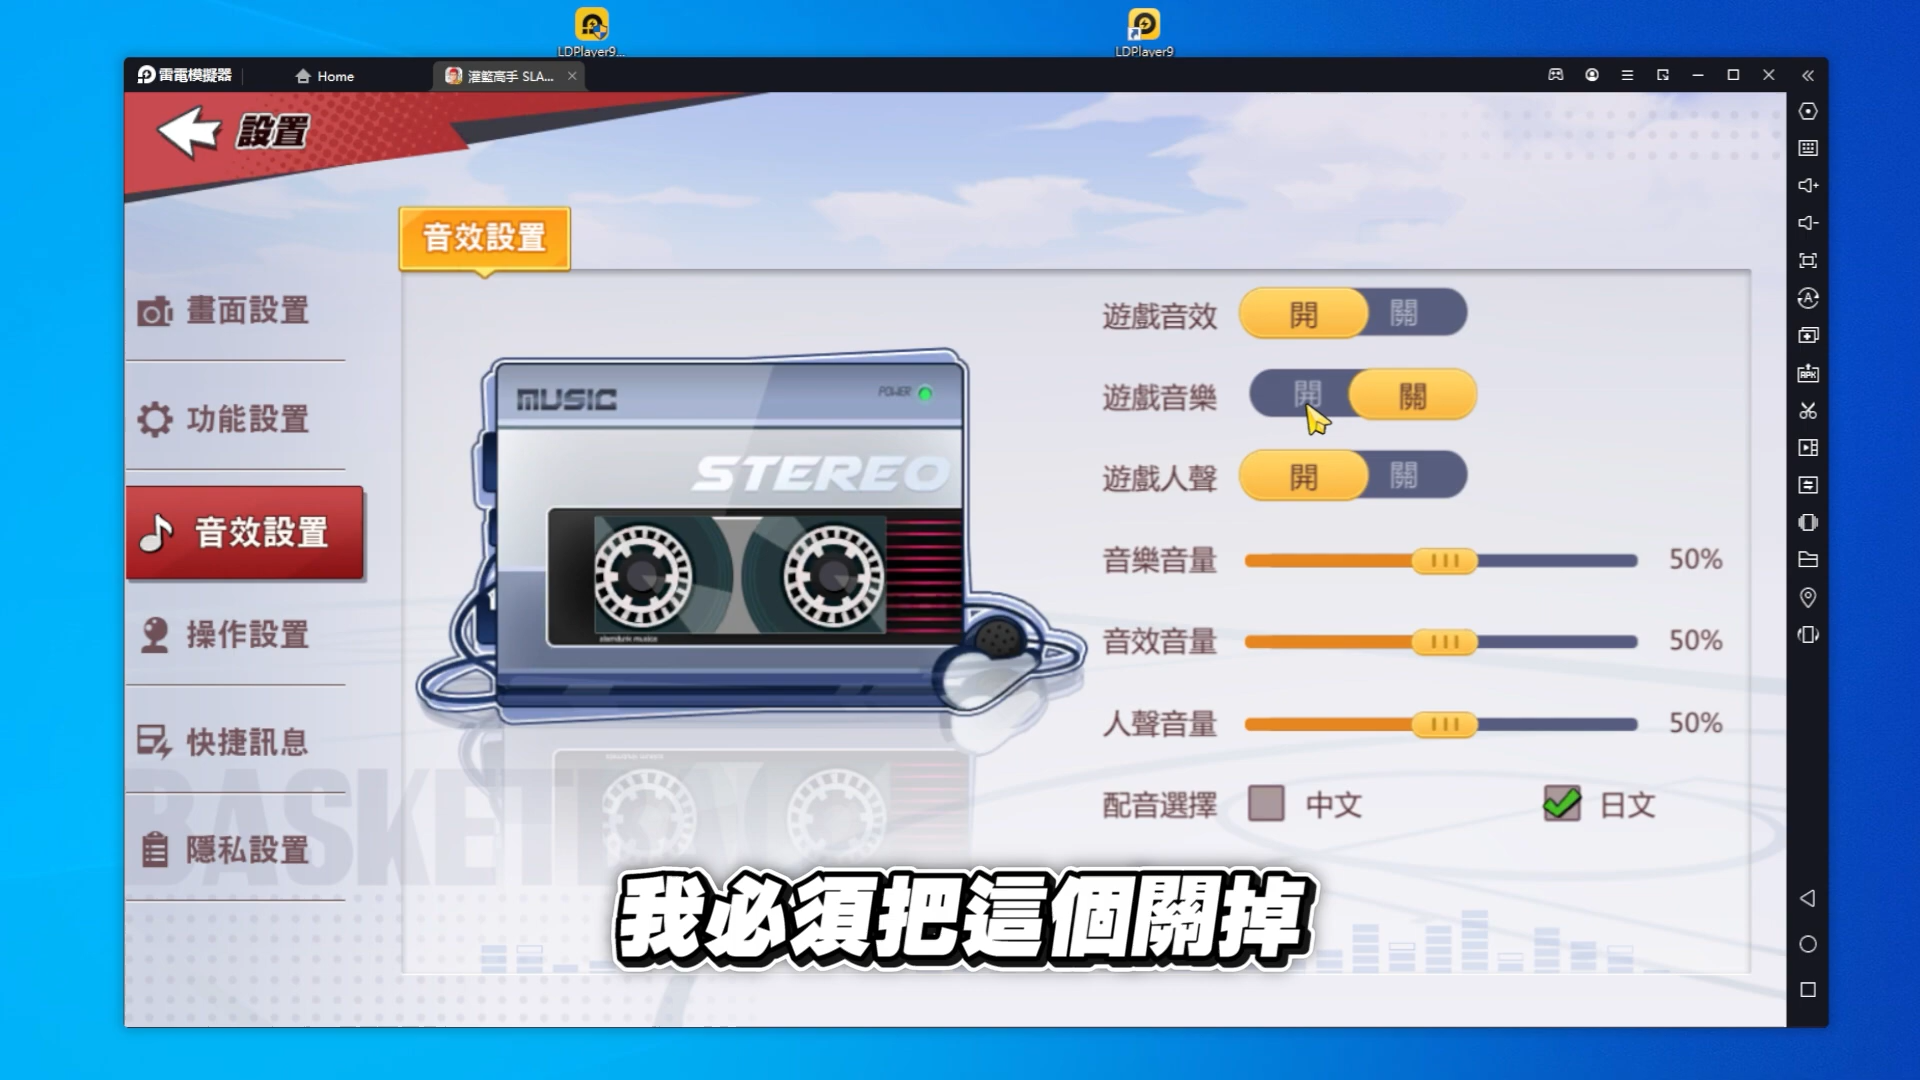 LDPlayer9...
LDPlayer9
雷電模擬器
Home
灌籃高手 SLA...
設置
音效設置
畫面設置
功能設置
音效設置
操作設置
快捷訊息
隱私設置
MUSIC
POWER
STEREO
slamdunk musics
遊戲音效 開 關
遊戲音樂 開 關
遊戲人聲 開 關
音樂音量 50%
音效音量 50%
人聲音量 50%
配音選擇 中文 日文
BASKET
我必須把這個關掉